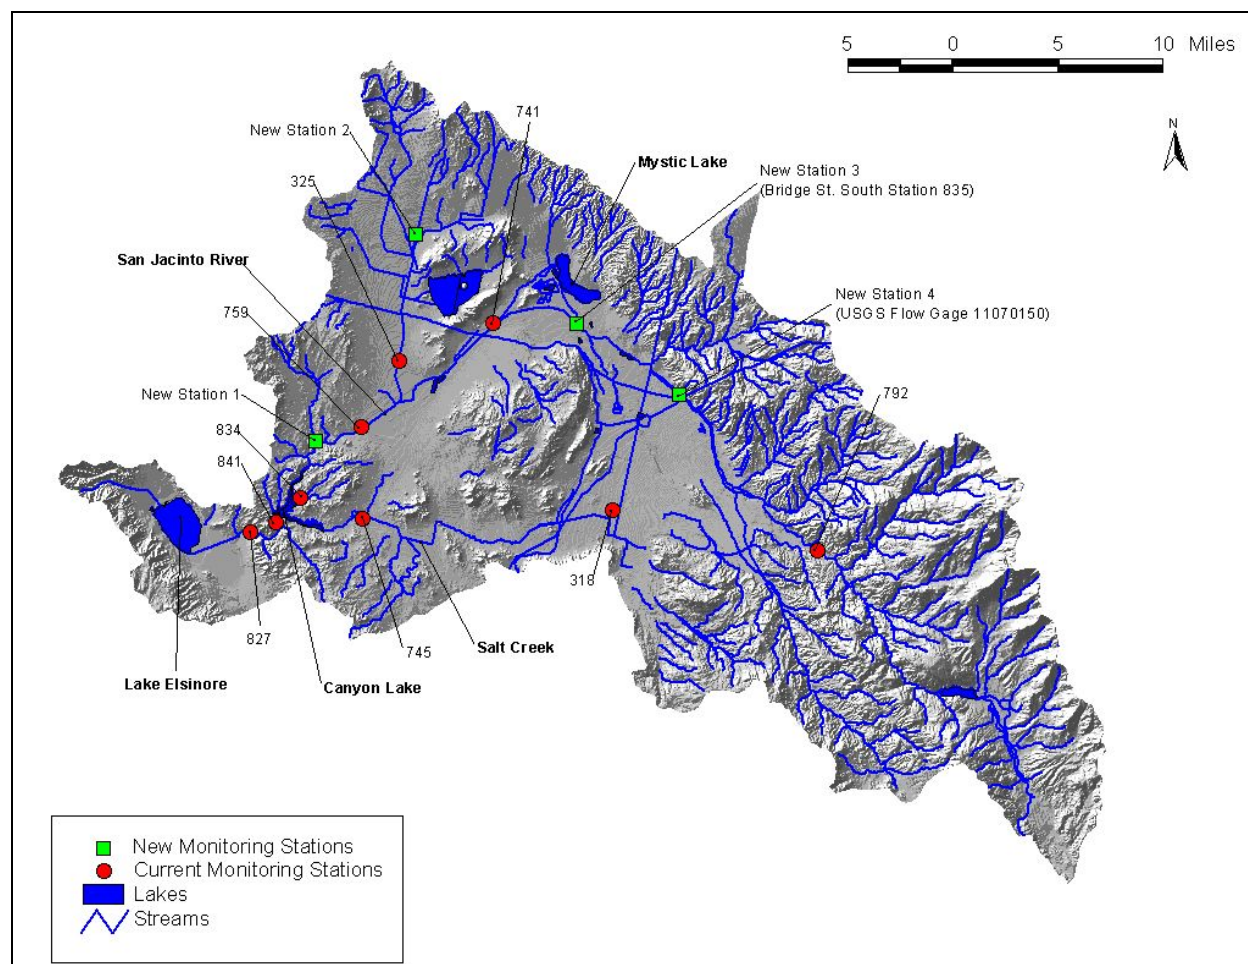 5 0 5 10 Miles
N
741
New Station 2
Mystic Lake
325
New Station 3
(Bridge St. South Station 835)
San Jacinto River
New Station 4
(USGS Flow Gage 11070150)
759
New Station 1
792
834
841
318
827
745
Salt Creek
Lake Elsinore
Canyon Lake
New Monitoring Stations
Current Monitoring Stations
Lakes
Streams